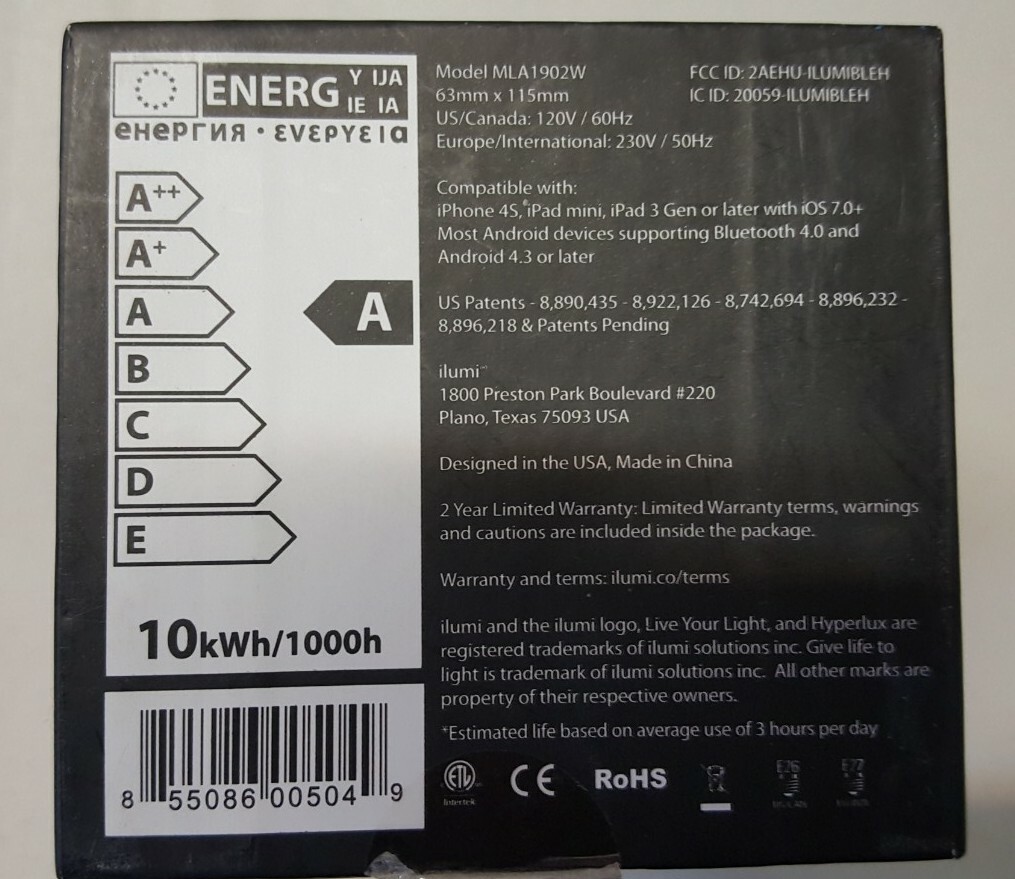 ENERG Y IJA
IE IA
енергия · ενεργεια
A++
A+
A
A
B
C
D
E
10kWh/1000h
8 55086 00504 9
Model MLA1902W
63mm x 115mm
US/Canada: 120V / 60Hz
Europe/International: 230V / 50Hz
FCC ID: 2AEHU-ILUMIBLEH
IC ID: 20059-ILUMIBLEH
Compatible with:
iPhone 4S, iPad mini, iPad 3 Gen or later with iOS 7.0+
Most Android devices supporting Bluetooth 4.0 and
Android 4.3 or later
US Patents - 8,890,435 - 8,922,126 - 8,742,694 - 8,896,232 -
8,896,218 & Patents Pending
ilumi
1800 Preston Park Boulevard #220
Plano, Texas 75093 USA
Designed in the USA, Made in China
2 Year Limited Warranty: Limited Warranty terms, warnings
and cautions are included inside the package.
Warranty and terms: ilumi.co/terms
ilumi and the ilumi logo, Live Your Light, and Hyperlux are
registered trademarks of ilumi solutions inc. Give life to
light is trademark of ilumi solutions inc. All other marks are
property of their respective owners.
*Estimated life based on average use of 3 hours per day
ETL
Intertek
CE
RoHS
E26
E27